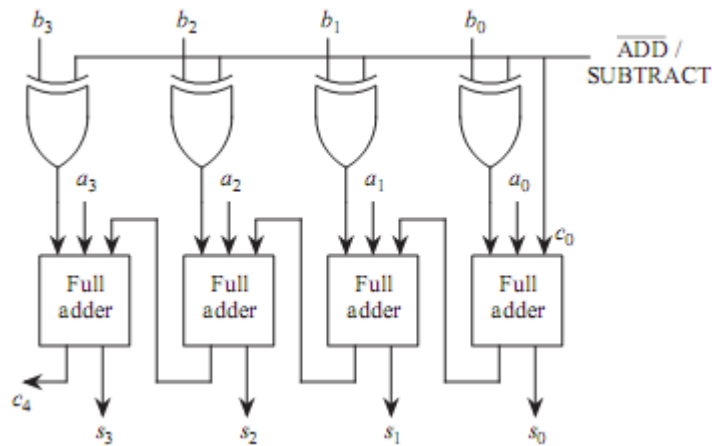 b₃ b₂ b₁ b₀
A̅D̅D̅ /
SUBTRACT
a₃ a₂ a₁ a₀
c₀
Full adder
Full adder
Full adder
Full adder
c₄
s₃ s₂ s₁ s₀